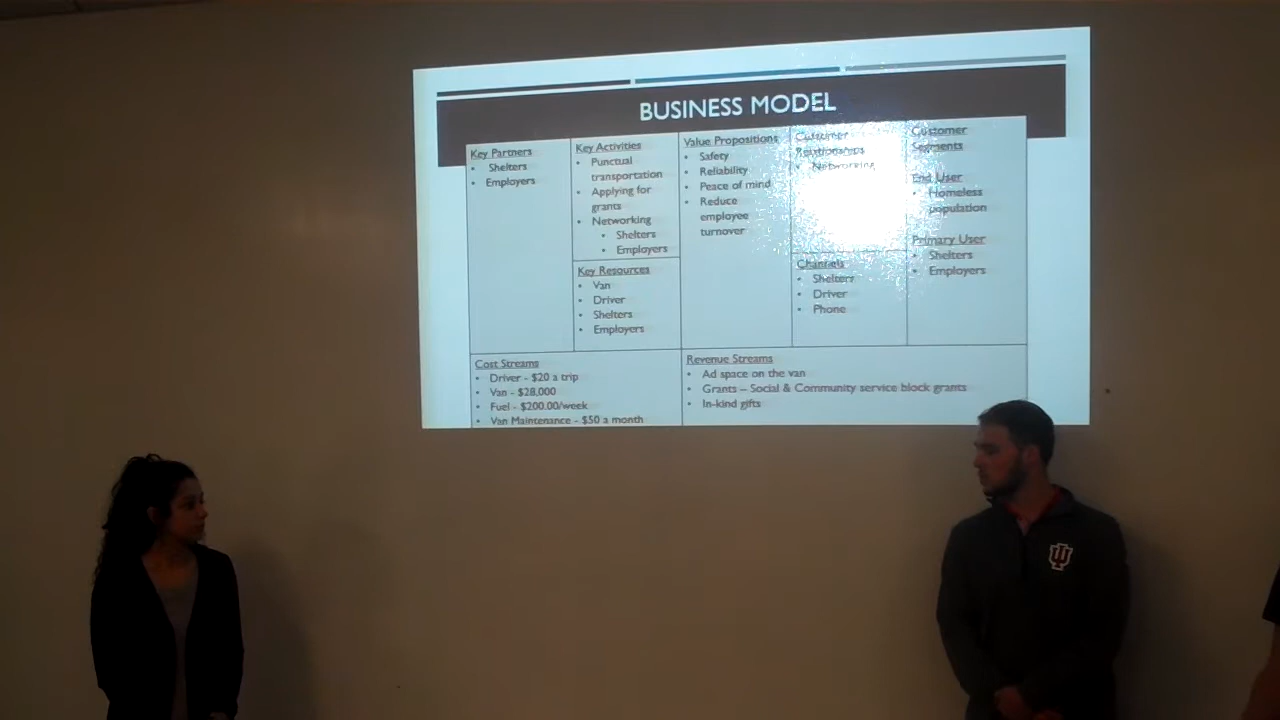 BUSINESS MODEL
Key Partners
• Shelters
• Employers
Key Activities
• Punctual
transportation
• Applying for
grants
• Networking
• Shelters
• Employers
Key Resources
• Van
• Driver
• Shelters
• Employers
Value Propositions
• Safety
• Reliability
• Peace of mind
• Reduce
employee
turnover
Customer
Relationships
• Networking
Channels
• Shelters
• Driver
• Phone
Customer
Segments
End User
• Homeless
population
Primary User
• Shelters
• Employers
Cost Streams
• Driver - $20 a trip
• Van - $28,000
• Fuel - $200.00/week
• Van Maintenance - $50 a month
Revenue Streams
• Ad space on the van
• Grants – Social & Community service block grants
• In-kind gifts